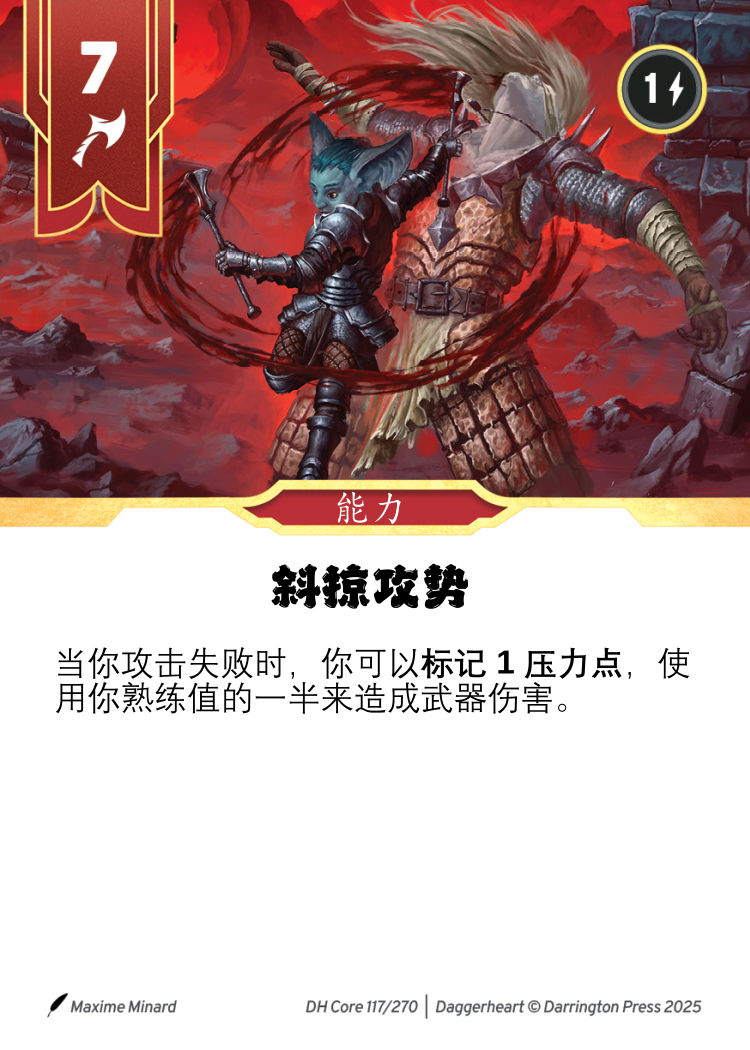 7
1
能力
斜掠攻势
当你攻击失败时，你可以标记 1 压力点，使
用你熟练值的一半来造成武器伤害。
Maxime Minard
DH Core 117/270 | Daggerheart © Darrington Press 2025